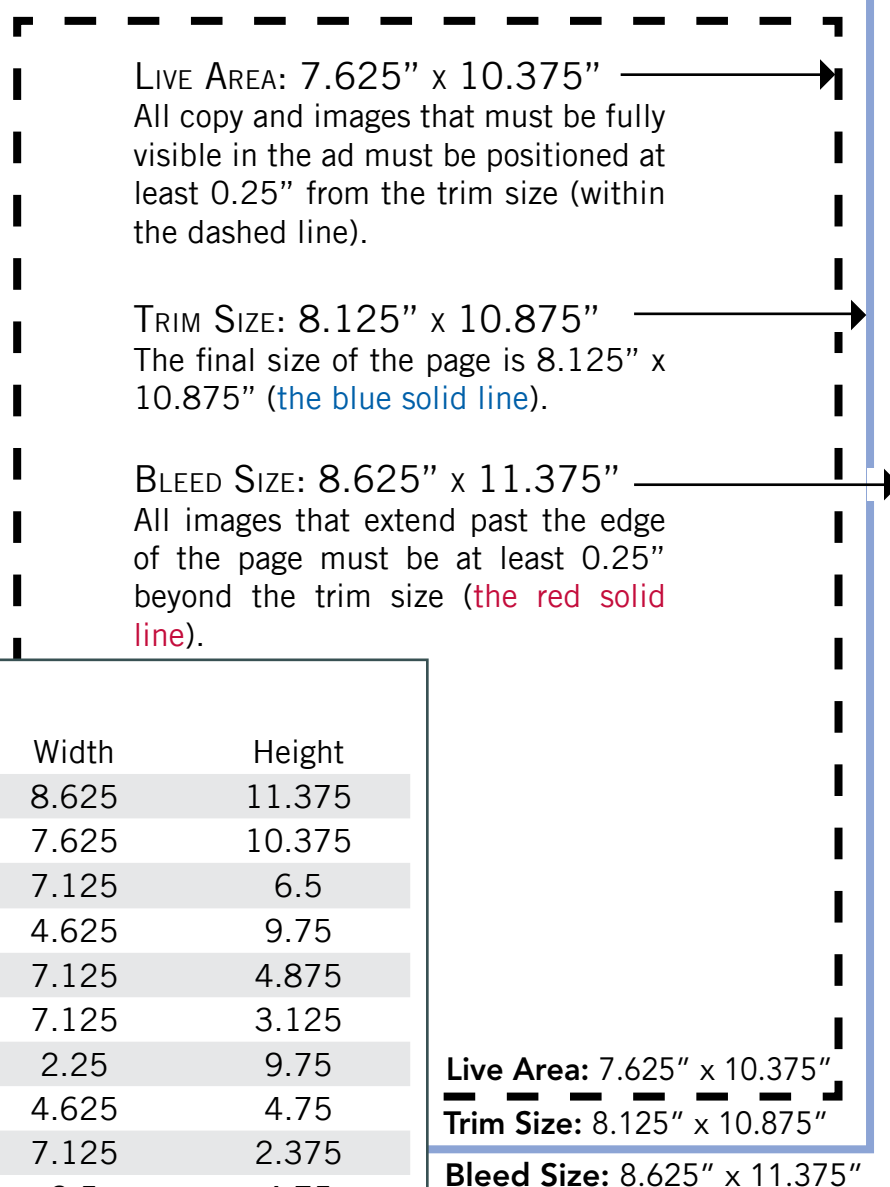 LIVE AREA: 7.625” X 10.375”
All copy and images that must be fully
visible in the ad must be positioned at
least 0.25” from the trim size (within
the dashed line).
TRIM SIZE: 8.125” X 10.875”
The final size of the page is 8.125” x
10.875” (the blue solid line).
BLEED SIZE: 8.625” X 11.375”
All images that extend past the edge
of the page must be at least 0.25”
beyond the trim size (the red solid
line).
Width Height
8.625 11.375
7.625 10.375
7.125 6.5
4.625 9.75
7.125 4.875
7.125 3.125
2.25 9.75
4.625 4.75
7.125 2.375
Live Area: 7.625” x 10.375”
Trim Size: 8.125” x 10.875”
Bleed Size: 8.625” x 11.375”